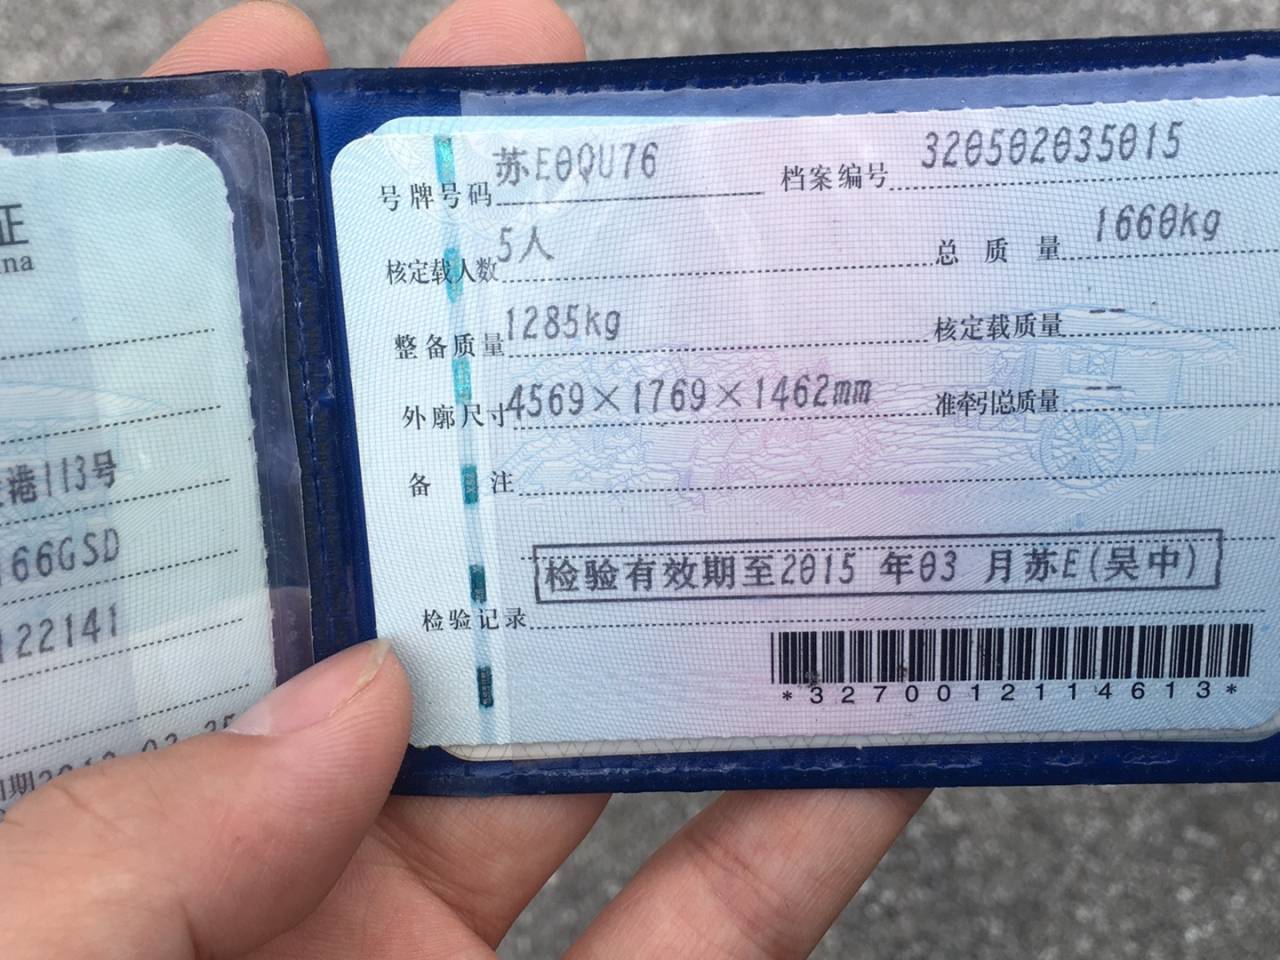 证
na
港113号
166GSD
122141
号牌号码 苏E0QU76 档案编号 320502035015
核定载人数 5人 总质量 1660kg
整备质量 1285kg 核定载质量 --
外廓尺寸 4569×1769×1462mm 准牵引总质量 --
备注
检验有效期至2015 年03 月苏E(吴中)
检验记录
*3270012114613*